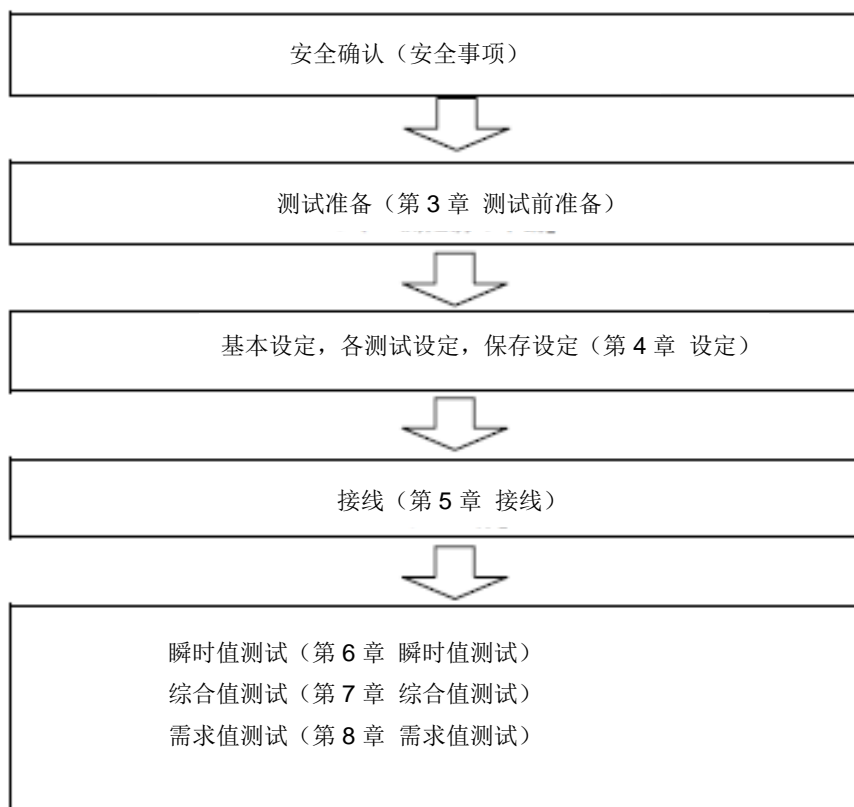 安全确认（安全事项）
测试准备（第 3 章 测试前准备）
基本设定，各测试设定，保存设定（第 4 章 设定）
接线（第 5 章 接线）
瞬时值测试（第 6 章 瞬时值测试）
综合值测试（第 7 章 综合值测试）
需求值测试（第 8 章 需求值测试）